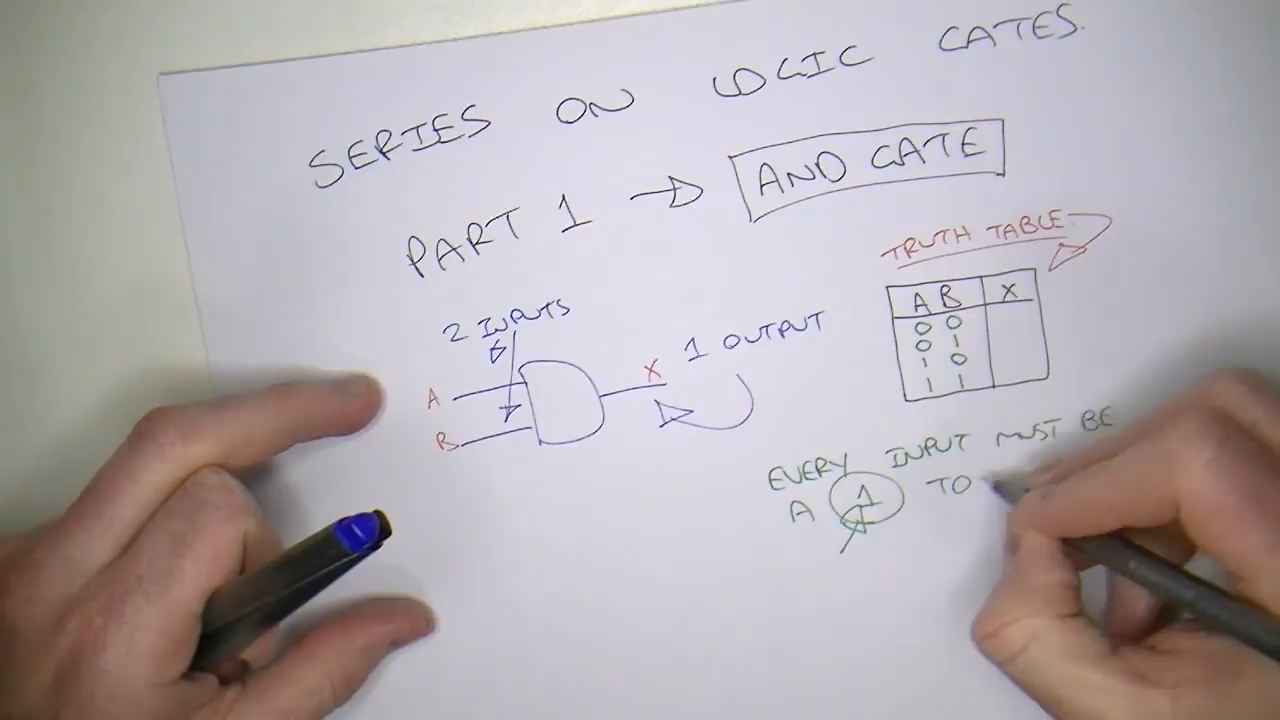 SERIES ON LOGIC GATES.
PART 1 → AND GATE
TRUTH TABLE
A B X
0 0
0 1
1 0
1 1
2 INPUTS
A
B
X
1 OUTPUT
EVERY INPUT MUST BE
A 1 TO